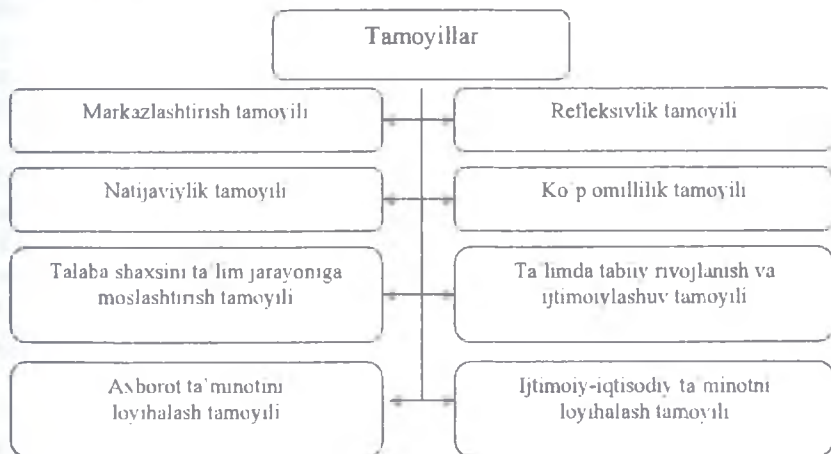 Tamoyillar
Markazlashtirish tamoyili
Refleksivlik tamoyili
Natijaviylik tamoyili
Ko`p omillilik tamoyili
Talaba shaxsini ta`lim jarayoniga
moslashtirish tamoyili
Ta`limda tabiiy rivojlanish va
ijtimoiylashuv tamoyili
Axborot ta`minotini
loyihalash tamoyili
Ijtimoiy-iqtisodiy ta`minotni
loyihalash tamoyili